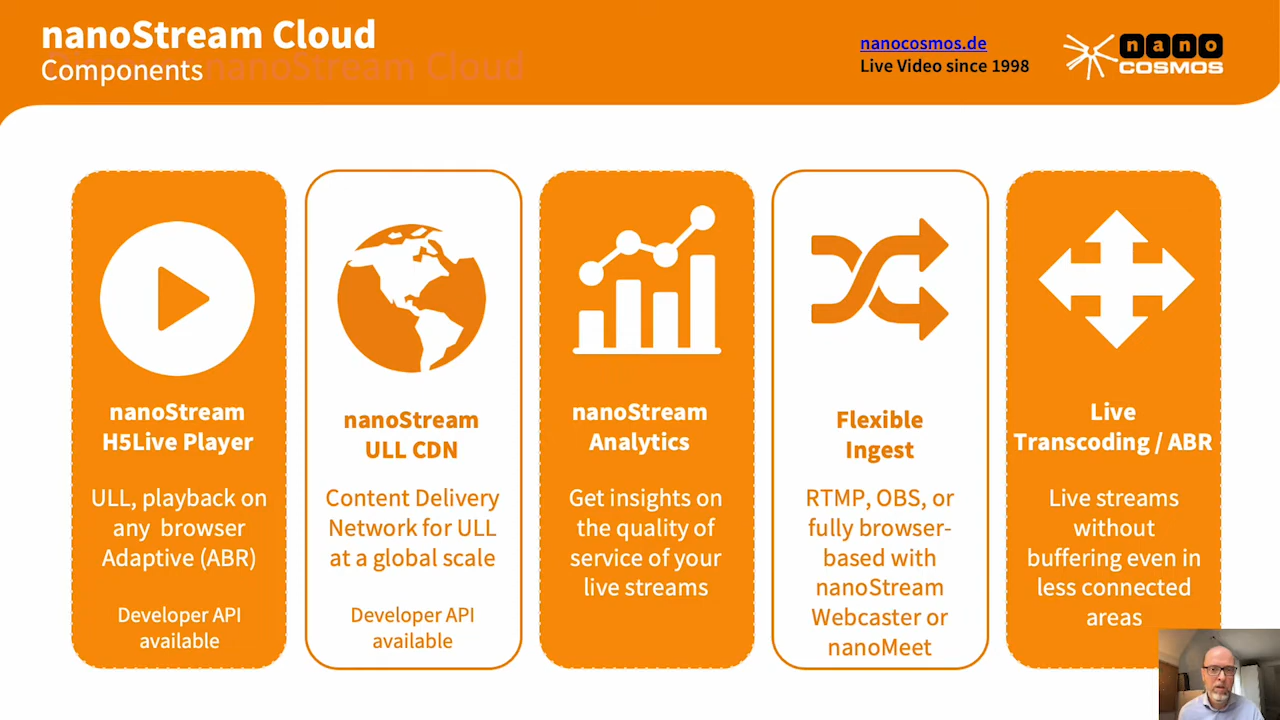 nanoStream Cloud
Components
nanoStream Cloud
nanocosmos.de
Live Video since 1998
nano
COSMOS
nanoStream
H5Live Player
ULL, playback on
any browser
Adaptive (ABR)
Developer API
available
nanoStream
ULL CDN
Content Delivery
Network for ULL
at a global scale
Developer API
available
nanoStream
Analytics
Get insights on
the quality of
service of your
live streams
Flexible
Ingest
RTMP, OBS, or
fully browser-
based with
nanoStream
Webcaster or
nanoMeet
Live
Transcoding / ABR
Live streams
without
buffering even in
less connected
areas